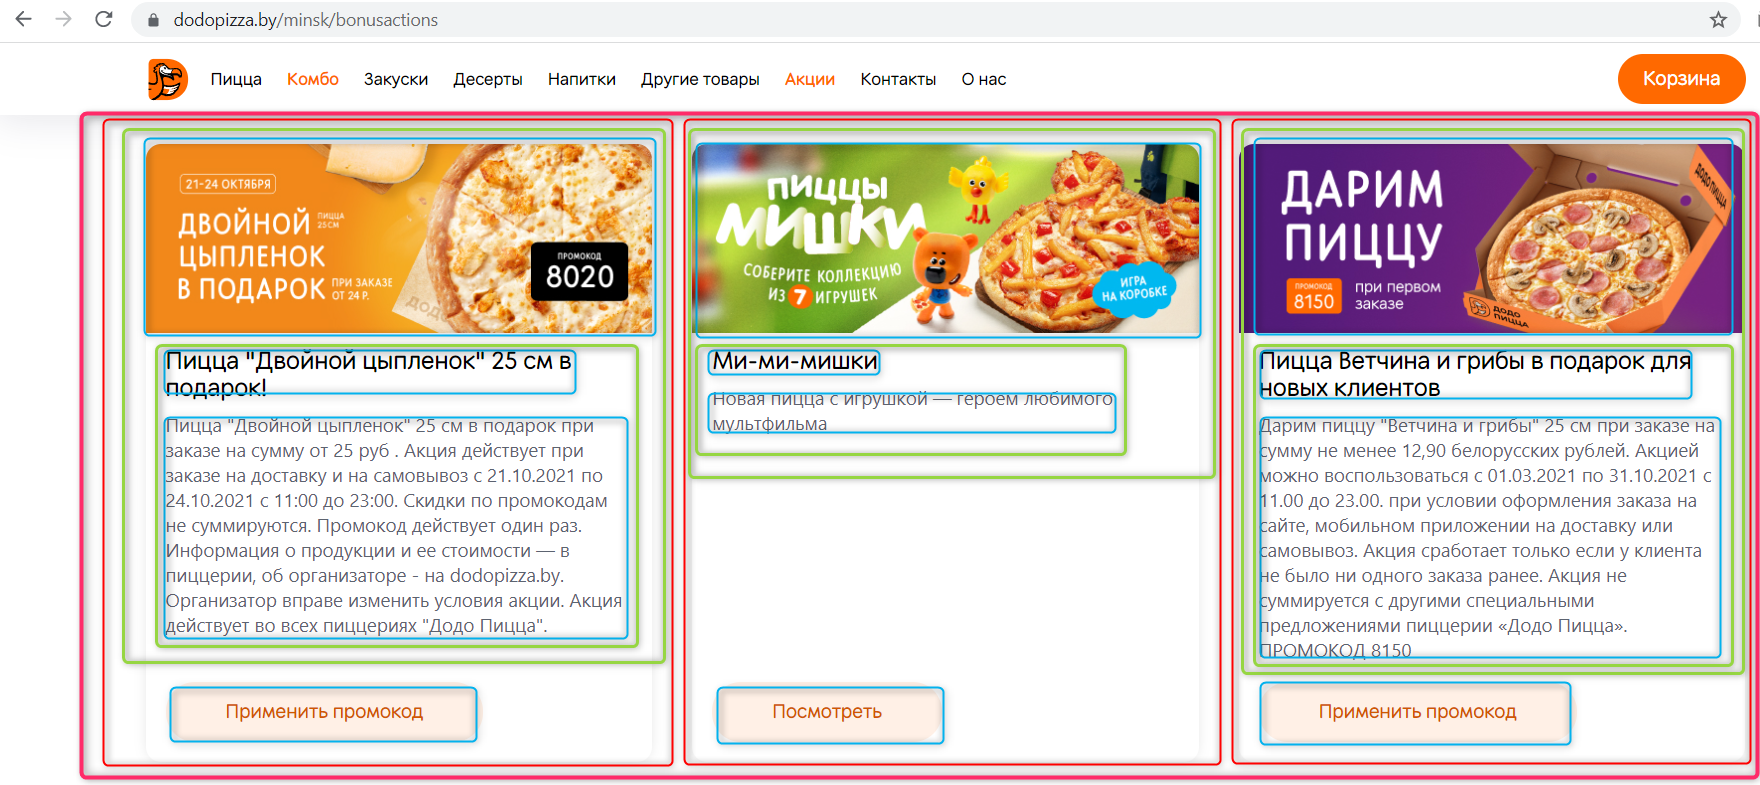 dodopizza.by/minsk/bonusactions
Пицца Комбо Закуски Десерты Напитки Другие товары Акции Контакты О нас
Корзина
21-24 ОКТЯБРЯ
ДВОЙНОЙ ПИЦЦА 25 СМ
ЦЫПЛЕНОК
В ПОДАРОК ПРИ ЗАКАЗЕ ОТ 24 Р.
ПРОМОКОД
8020
Пицца "Двойной цыпленок" 25 см в
подарок!
Пицца "Двойной цыпленок" 25 см в подарок при
заказе на сумму от 25 руб . Акция действует при
заказе на доставку и на самовывоз с 21.10.2021 по
24.10.2021 с 11:00 до 23:00. Скидки по промокодам
не суммируются. Промокод действует один раз.
Информация о продукции и ее стоимости — в
пиццерии, об организаторе - на dodopizza.by.
Организатор вправе изменить условия акции. Акция
действует во всех пиццериях "Додо Пицца".
Применить промокод
ПИЦЦЫ
МИШКИ
СОБЕРИТЕ КОЛЛЕКЦИЮ
ИЗ 7 ИГРУШЕК
ИГРА
НА КОРОБКЕ
Ми-ми-мишки
Новая пицца с игрушкой — героем любимого
мультфильма
Посмотреть
ДАРИМ
ПИЦЦУ
ПРОМОКОД
8150
при первом
заказе
ДОДО ПИЦЦА
ДОДО
ПИЦЦА
Пицца Ветчина и грибы в подарок для
новых клиентов
Дарим пиццу "Ветчина и грибы" 25 см при заказе на
сумму не менее 12,90 белорусских рублей. Акцией
можно воспользоваться с 01.03.2021 по 31.10.2021 с
11.00 до 23.00. при условии оформления заказа на
сайте, мобильном приложении на доставку или
самовывоз. Акция сработает только если у клиента
не было ни одного заказа ранее. Акция не
суммируется с другими специальными
предложениями пиццерии «Додо Пицца».
ПРОМОКОД 8150
Применить промокод